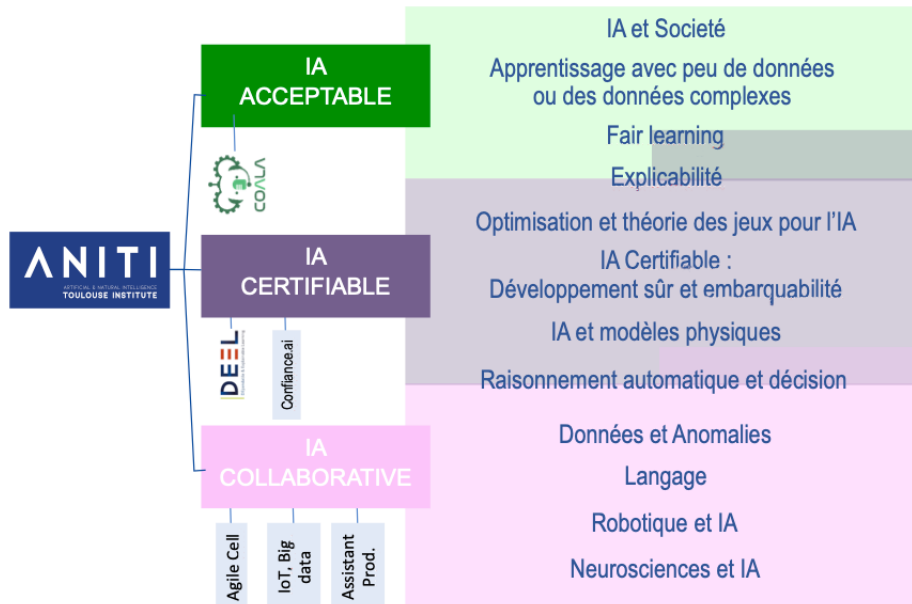 ANITI
ARTIFICIAL & NATURAL INTELLIGENCE
TOULOUSE INSTITUTE
IA
ACCEPTABLE
COALA
IA
CERTIFIABLE
DEEL
Confiance.ai
IA
COLLABORATIVE
Agile Cell
IoT, Big
data
Assistant
Prod.
IA et Societé
Apprentissage avec peu de données
ou des données complexes
Fair learning
Explicabilité
Optimisation et théorie des jeux pour l'IA
IA Certifiable :
Développement sûr et embarquabilité
IA et modèles physiques
Raisonnement automatique et décision
Données et Anomalies
Langage
Robotique et IA
Neurosciences et IA